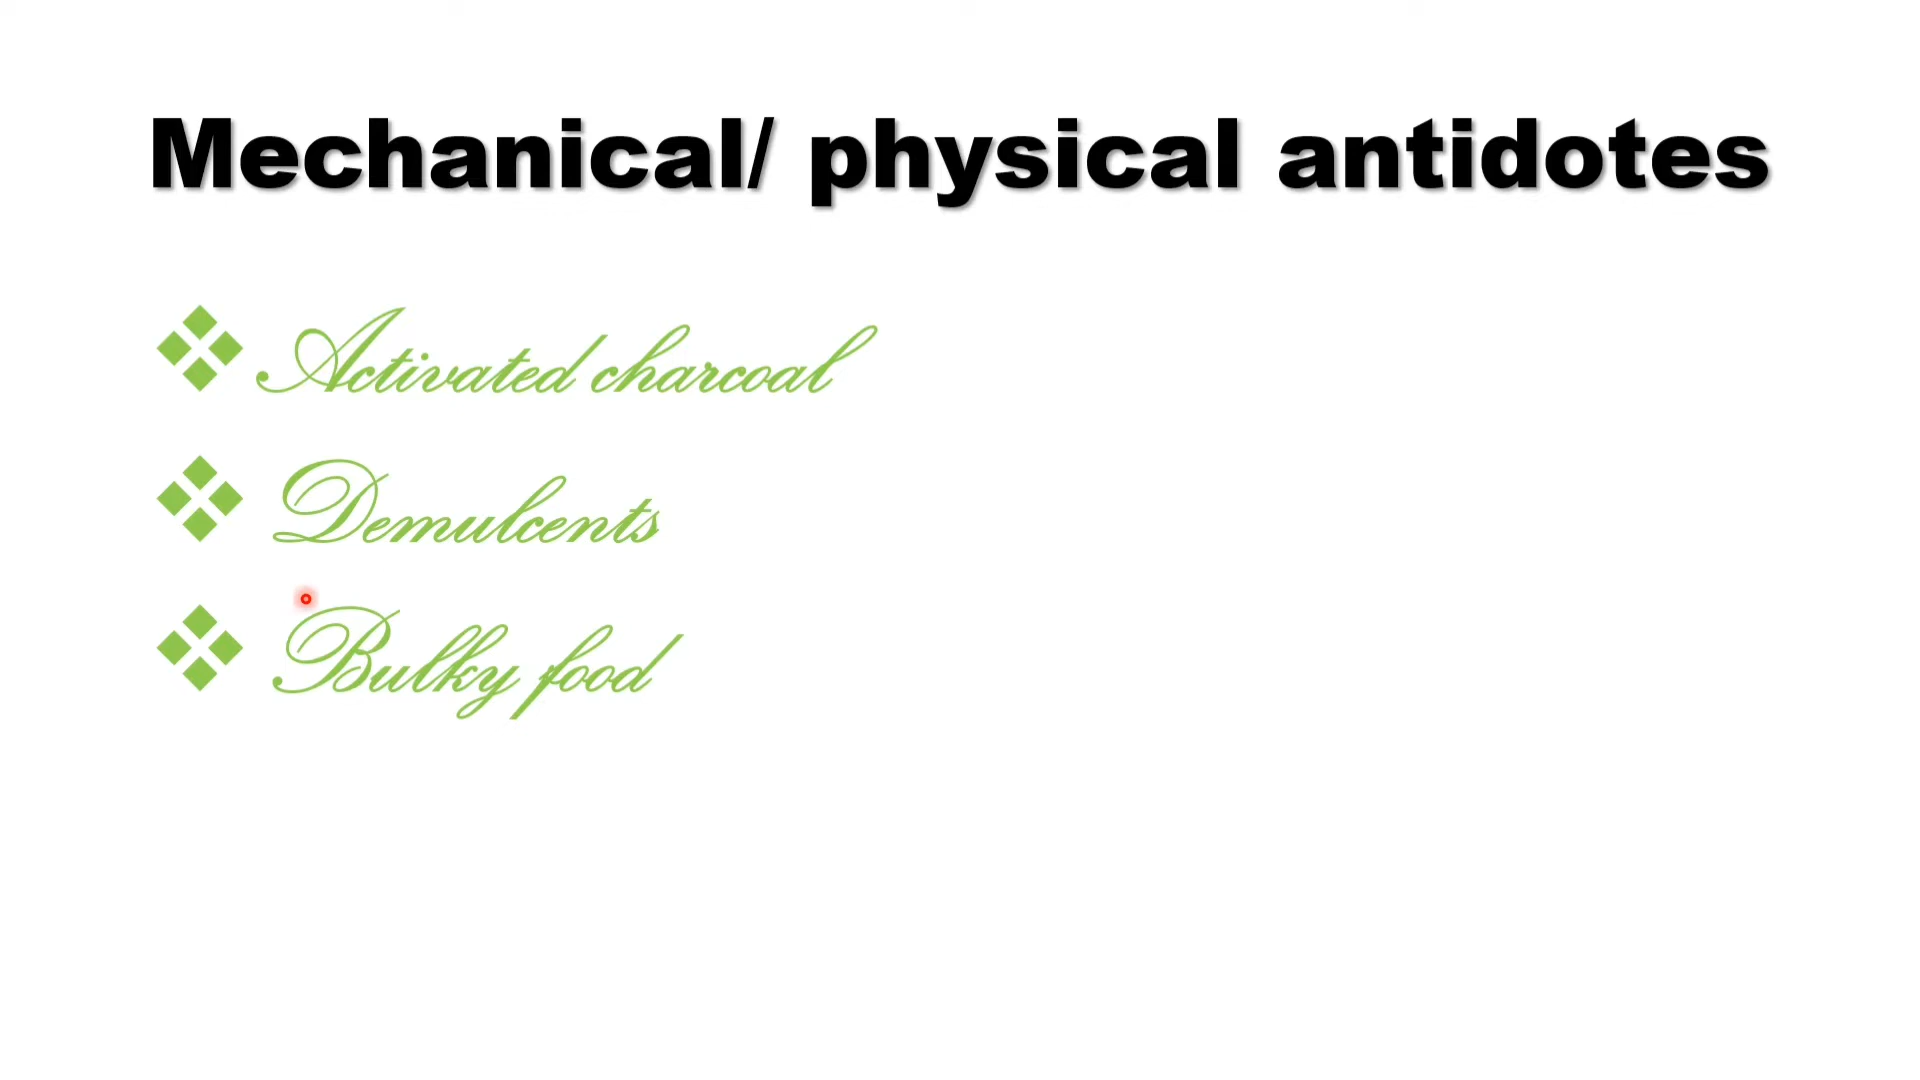 Mechanical/ physical antidotes
Activated charcoal
Demulcents
Bulky food